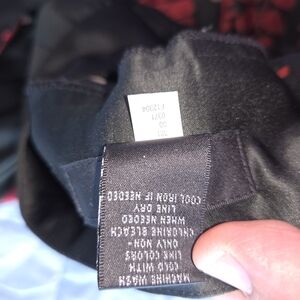 MACHINE WASH
COLD WITH
LIKE COLORS
ONLY NON-
CHLORINE BLEACH
WHEN NEEDED
LINE DRY
COOL IRON IF NEEDED